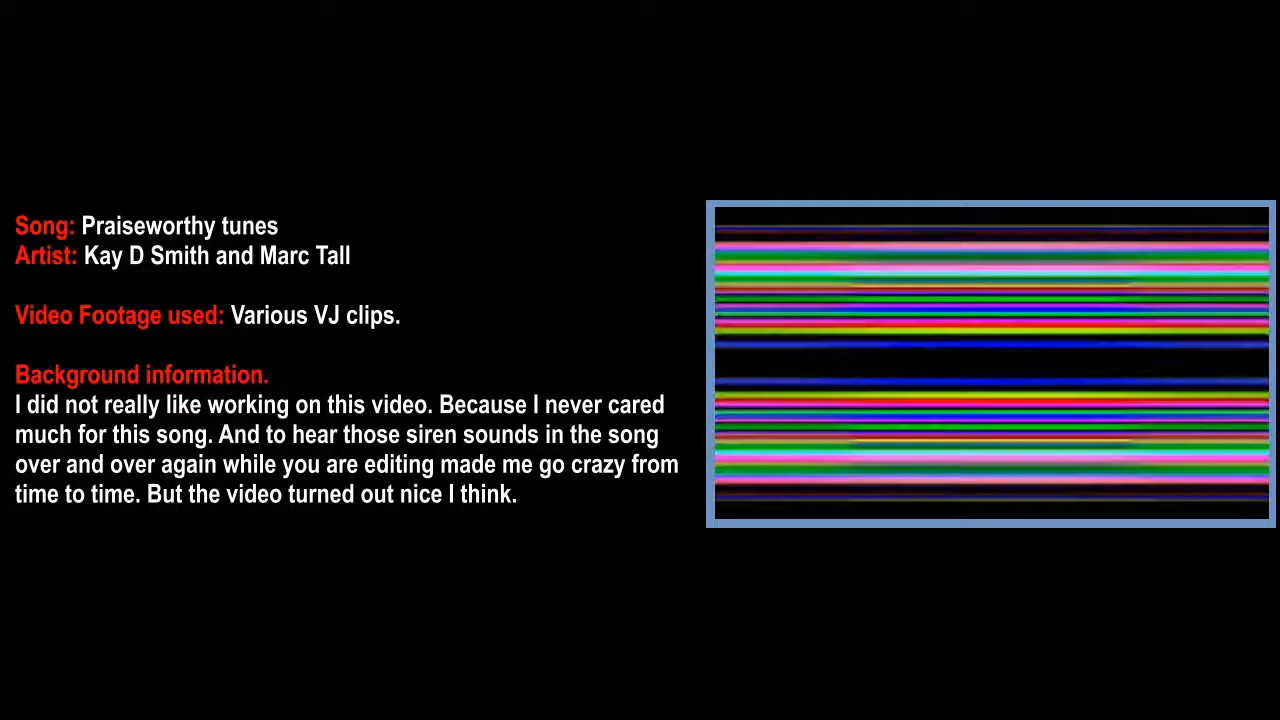 Song: Praiseworthy tunes
Artist: Kay D Smith and Marc Tall
Video Footage used: Various VJ clips.
Background information.
I did not really like working on this video. Because I never cared
much for this song. And to hear those siren sounds in the song
over and over again while you are editing made me go crazy from
time to time. But the video turned out nice I think.